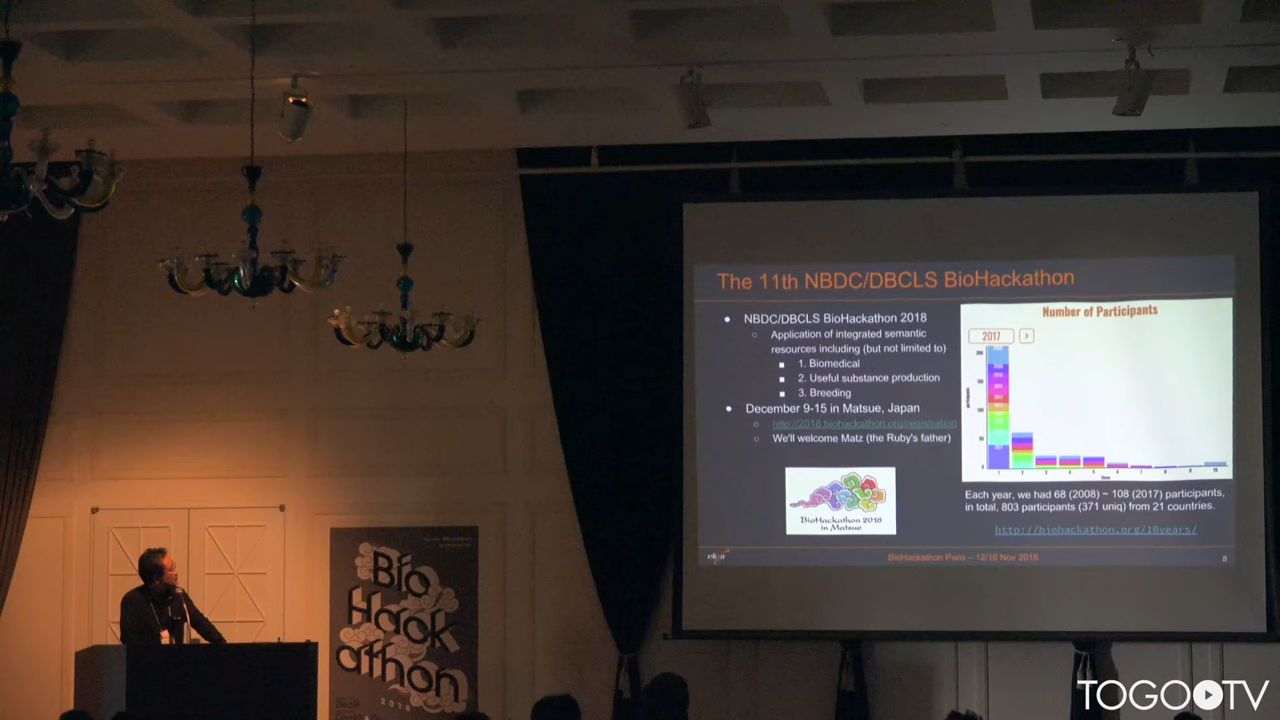 The 11th NBDC/DBCLS BioHackathon
NBDC/DBCLS BioHackathon 2018
Application of integrated semantic
resources including (but not limited to)
1. Biomedical
2. Useful substance production
3. Breeding
December 9-15 in Matsue, Japan
http://2018.biohackathon.org/registration
We'll welcome Matz (the Ruby's father)
BioHackathon 2018
in Matsue
Number of Participants
2017
Each year, we had 68 (2008) ~ 108 (2017) participants,
in total, 803 participants (371 uniq) from 21 countries.
http://biohackathon.org/10years/
elixir
BioHackathon Paris – 12/16 Nov 2018
8
Bio
Hack
athon
2018
TOGOTV